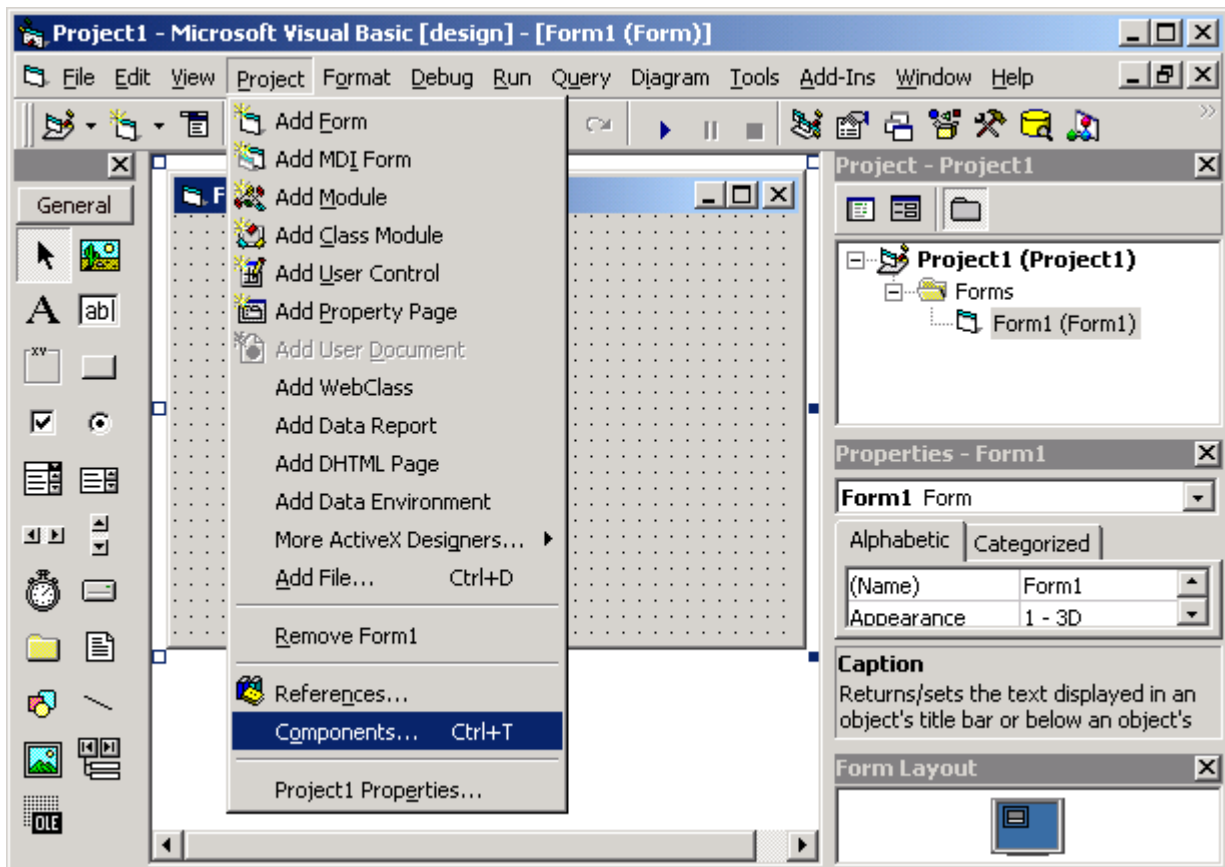 Project1 - Microsoft Visual Basic [design] - [Form1 (Form)]
File Edit View Project Format Debug Run Query Diagram Tools Add-Ins Window Help
General
A
ab|
XY
OLE
F
Add Form
Add MDI Form
Add Module
Add Class Module
Add User Control
Add Property Page
Add User Document
Add WebClass
Add Data Report
Add DHTML Page
Add Data Environment
More ActiveX Designers...
Add File... Ctrl+D
Remove Form1
References...
Components... Ctrl+T
Project1 Properties...
Project - Project1
Project1 (Project1)
Forms
Form1 (Form1)
Properties - Form1
Form1 Form
Alphabetic Categorized
(Name) Form1
Appearance 1 - 3D
Caption
Returns/sets the text displayed in an
object's title bar or below an object's
Form Layout